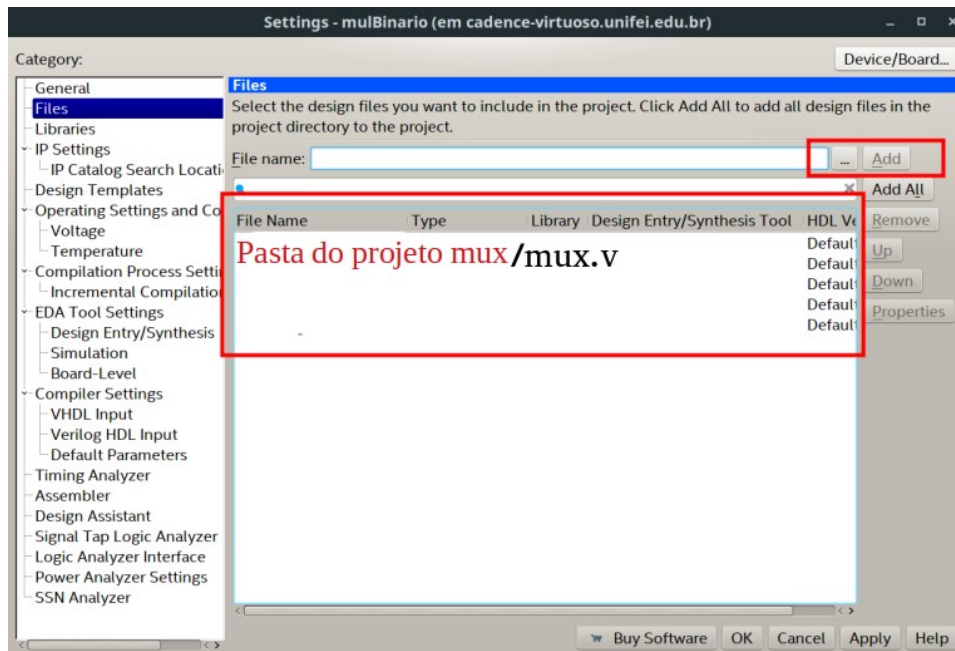 Settings - mulBinario (em cadence-virtuoso.unifei.edu.br)
Category:
Device/Board...
General
Files
Libraries
IP Settings
IP Catalog Search Locati
Design Templates
Operating Settings and Co
Voltage
Temperature
Compilation Process Setti
Incremental Compilation
EDA Tool Settings
Design Entry/Synthesis
Simulation
Board-Level
Compiler Settings
VHDL Input
Verilog HDL Input
Default Parameters
Timing Analyzer
Assembler
Design Assistant
Signal Tap Logic Analyzer
Logic Analyzer Interface
Power Analyzer Settings
SSN Analyzer
Files
Select the design files you want to include in the project. Click Add All to add all design files in the
project directory to the project.
File name: ... Add
Add All
File Name Type Library Design Entry/Synthesis Tool HDL Ve Remove
Pasta do projeto mux/mux.v
Default
Default
Default
Default
Default
Up
Down
Properties
Buy Software OK Cancel Apply Help